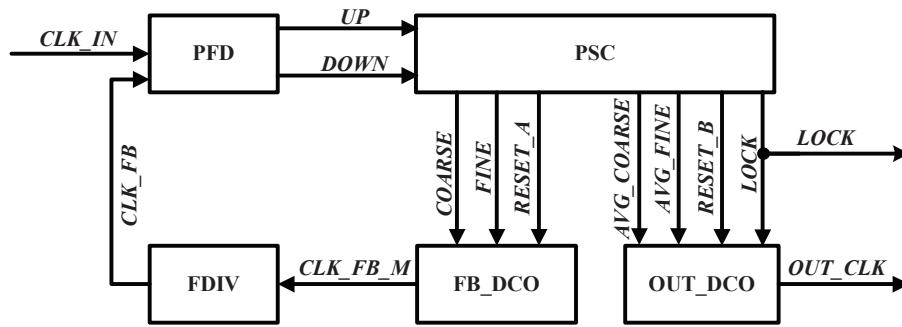 UP
CLK_IN
PFD
PSC
DOWN
CLK_FB
COARSE
FINE
RESET_A
AVG_COARSE
AVG_FINE
RESET_B
LOCK
LOCK
FDIV
CLK_FB_M
FB_DCO
OUT_DCO
OUT_CLK